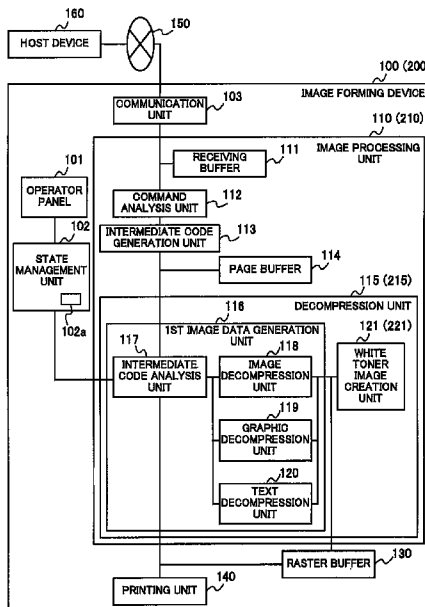 160
150
HOST DEVICE
100 (200)
IMAGE FORMING DEVICE
103
COMMUNICATION
UNIT
110 (210)
IMAGE PROCESSING
UNIT
111
RECEIVING
BUFFER
101
OPERATOR
PANEL
112
COMMAND
ANALYSIS UNIT
113
INTERMEDIATE CODE
GENERATION UNIT
102
STATE
MANAGEMENT
UNIT
102a
114
PAGE BUFFER
115 (215)
DECOMPRESSION UNIT
116
1ST IMAGE DATA GENERATION
UNIT
117
INTERMEDIATE
CODE ANALYSIS
UNIT
118
IMAGE
DECOMPRESSION
UNIT
121 (221)
WHITE
TONER
IMAGE
CREATION
UNIT
119
GRAPHIC
DECOMPRESSION
UNIT
120
TEXT
DECOMPRESSION
UNIT
130
RASTER BUFFER
140
PRINTING UNIT